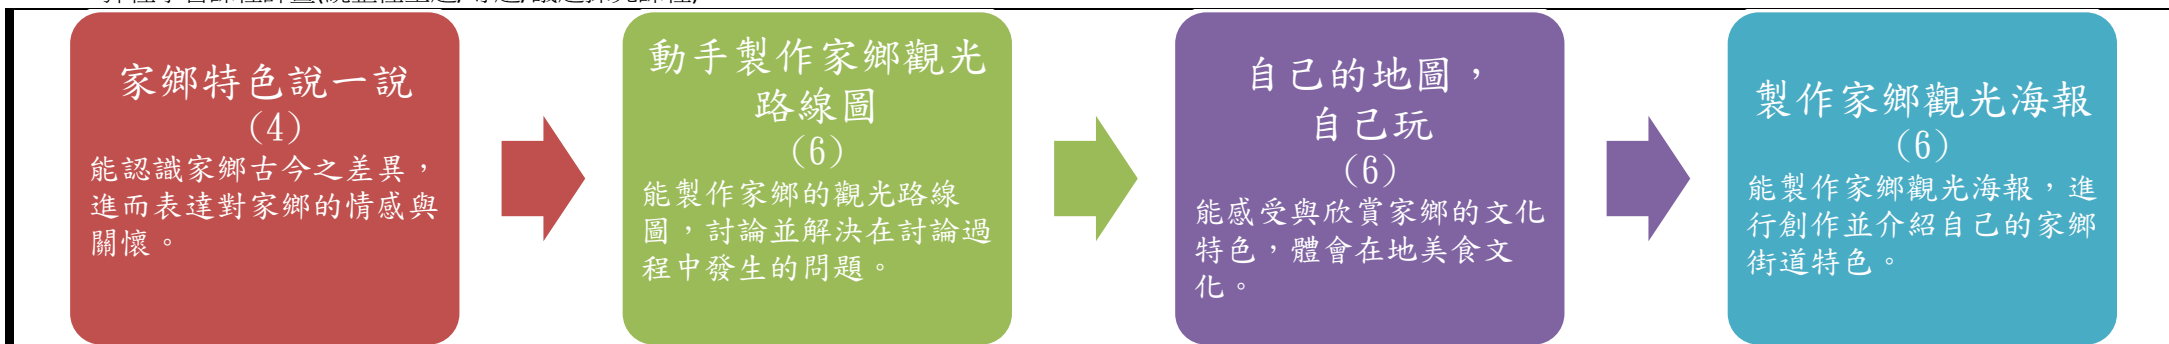 家鄉特色說一說
(4)
能認識家鄉古今之差異，
進而表達對家鄉的情感與
關懷。
動手製作家鄉觀光
路線圖
(6)
能製作家鄉的觀光路線
圖，討論並解決在討論過
程中發生的問題。
自己的地圖，
自己玩
(6)
能感受與欣賞家鄉的文化
特色，體會在地美食文
化。
製作家鄉觀光海報
(6)
能製作家鄉觀光海報，進
行創作並介紹自己的家鄉
街道特色。